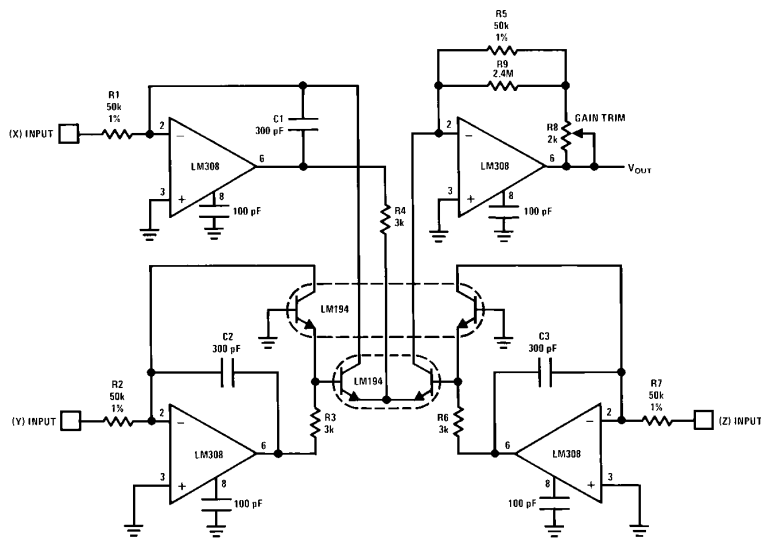 R1
50k
1%
(X) INPUT
2
3
6
8
LM308
100 pF
C1
300 pF
R4
3k
R5
50k
1%
R9
2.4M
GAIN TRIM
R8
2k
2
3
6
8
LM308
100 pF
VOUT
LM194
LM194
C2
300 pF
R2
50k
1%
(Y) INPUT
2
3
6
8
LM308
100 pF
R3
3k
R6
3k
C3
300 pF
R7
50k
1%
(Z) INPUT
2
3
6
8
LM308
100 pF